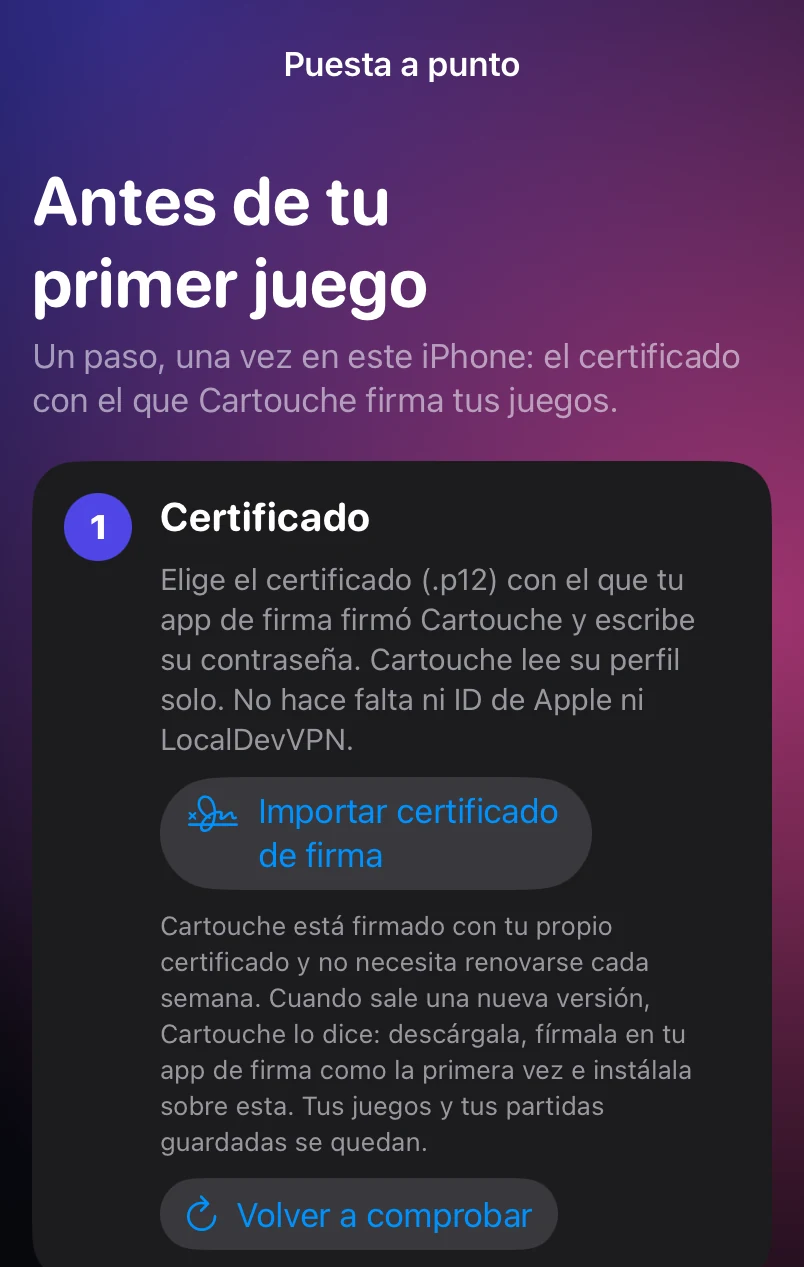 Puesta a punto
Antes de tu
primer juego
Un paso, una vez en este iPhone: el certificado
con el que Cartouche firma tus juegos.
1
Certificado
Elige el certificado (.p12) con el que tu
app de firma firmó Cartouche y escribe
su contraseña. Cartouche lee su perfil
solo. No hace falta ni ID de Apple ni
LocalDevVPN.
Importar certificado
de firma
Cartouche está firmado con tu propio
certificado y no necesita renovarse cada
semana. Cuando sale una nueva versión,
Cartouche lo dice: descárgala, fírmala en tu
app de firma como la primera vez e instálala
sobre esta. Tus juegos y tus partidas
guardadas se quedan.
Volver a comprobar